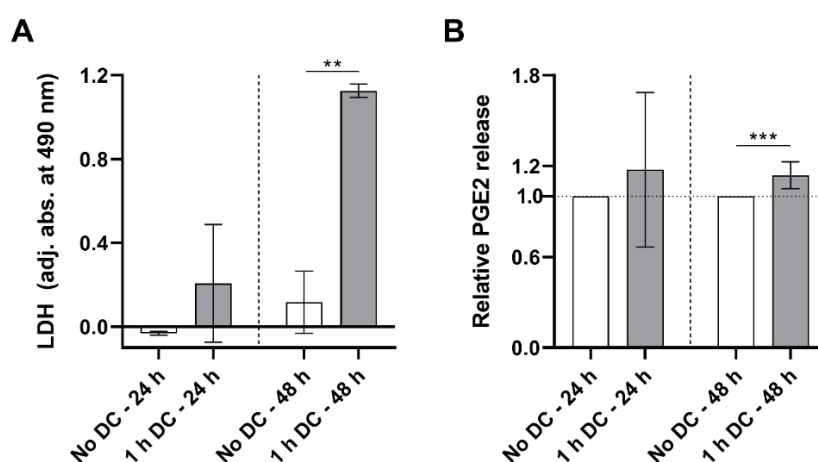 A
LDH (adj. abs. at 490 nm)
1.2
0.8
0.4
0.0
**
No DC - 24 h
1 h DC - 24 h
No DC - 48 h
1 h DC - 48 h
B
Relative PGE2 release
1.8
1.2
1.0
0.6
0.0
***
No DC - 24 h
1 h DC - 24 h
No DC - 48 h
1 h DC - 48 h